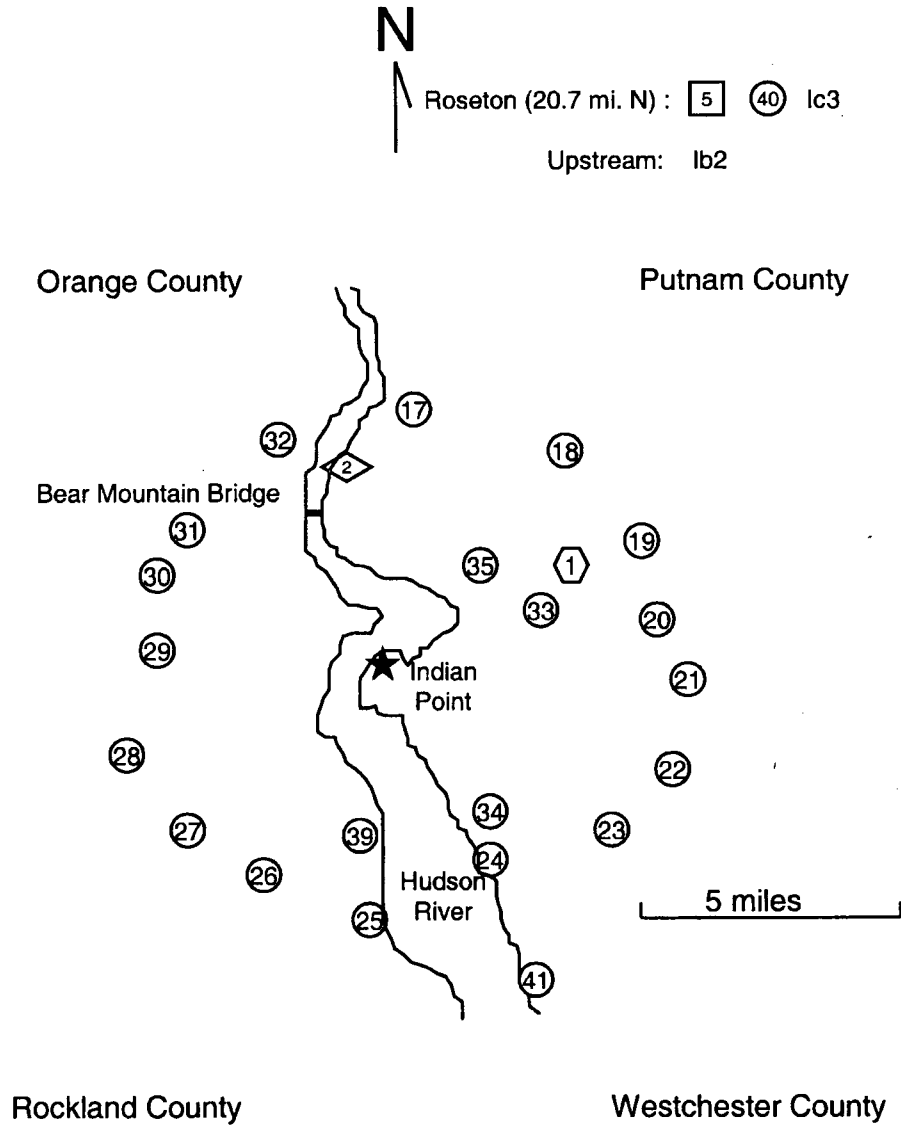 N
Roseton (20.7 mi. N) : 5 40 Ic3
Upstream: Ib2
Orange County
Putnam County
17
32
18
2
Bear Mountain Bridge
31
19
35
1
30
33
20
29
Indian
Point
21
28
22
34
27
39
23
24
26
Hudson
River
5 miles
25
41
Rockland County
Westchester County